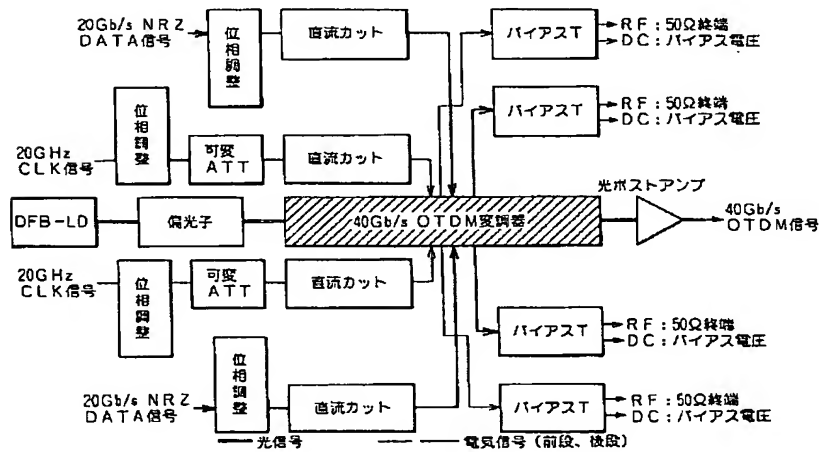 20Gb/s NRZ
DATA信号
位相調整
直流カット
バイアスT
RF：50Ω終端
DC：バイアス電圧
20GHz
CLK信号
位相調整
可変
ATT
直流カット
バイアスT
RF：50Ω終端
DC：バイアス電圧
DFB-LD
偏光子
40Gb/s OTDM変調器
光ポストアンプ
40Gb/s
OTDM信号
20GHz
CLK信号
位相調整
可変
ATT
直流カット
バイアスT
RF：50Ω終端
DC：バイアス電圧
20Gb/s NRZ
DATA信号
位相調整
直流カット
バイアスT
RF：50Ω終端
DC：バイアス電圧
光信号
電気信号（前段、後段）